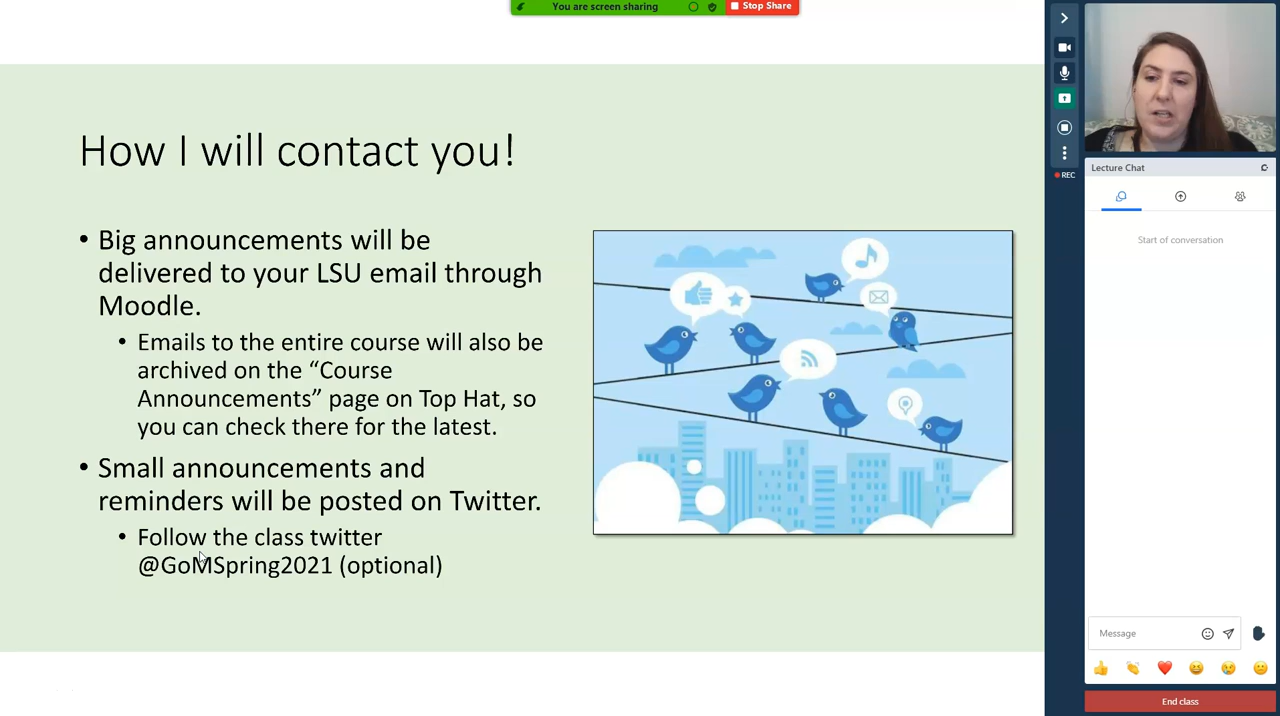 You are screen sharing
Stop Share
How I will contact you!
• Big announcements will be
delivered to your LSU email through
Moodle.
• Emails to the entire course will also be
archived on the “Course
Announcements” page on Top Hat, so
you can check there for the latest.
• Small announcements and
reminders will be posted on Twitter.
• Follow the class twitter
@GoMSpring2021 (optional)
REC
Lecture Chat
Start of conversation
Message
End class